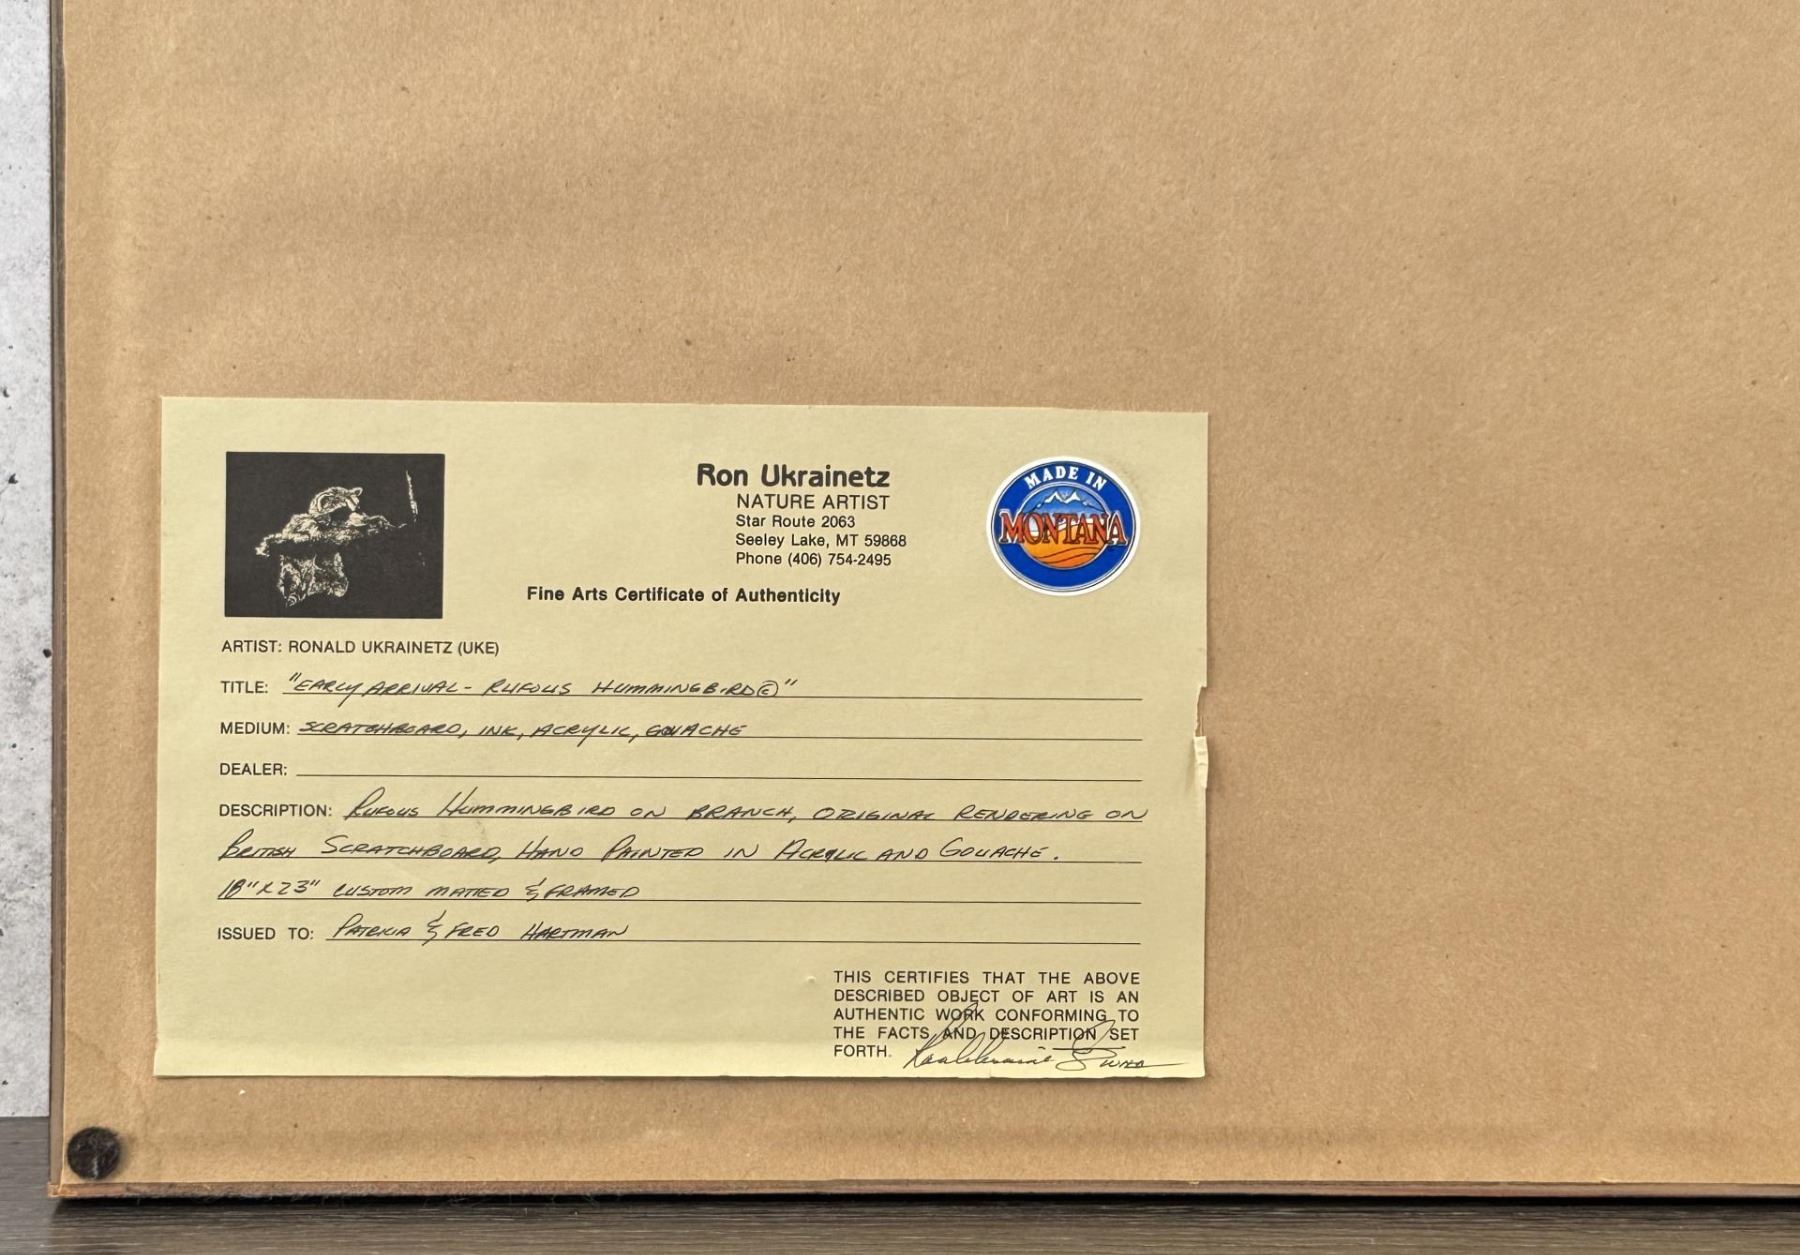 Ron Ukrainetz
NATURE ARTIST
Star Route 2063
Seeley Lake, MT 59868
Phone (406) 754-2495
MADE IN
MONTANA
Fine Arts Certificate of Authenticity
ARTIST: RONALD UKRAINETZ (UKE)
TITLE: "EARLY ARRIVAL - RUFOUS HUMMINGBIRD©"
MEDIUM: SCRATCHBOARD, INK, ACRYLIC, GOUACHE
DEALER:
DESCRIPTION: RUFOUS HUMMINGBIRD ON BRANCH, ORIGINAL RENDERING ON
BRITISH SCRATCHBOARD, HAND PAINTED IN ACRYLIC AND GOUACHE.
18" X 23" CUSTOM MATTED & FRAMED
ISSUED TO: PATRICIA & FRED HARTMAN
THIS CERTIFIES THAT THE ABOVE
DESCRIBED OBJECT OF ART IS AN
AUTHENTIC WORK CONFORMING TO
THE FACTS AND DESCRIPTION SET
FORTH.